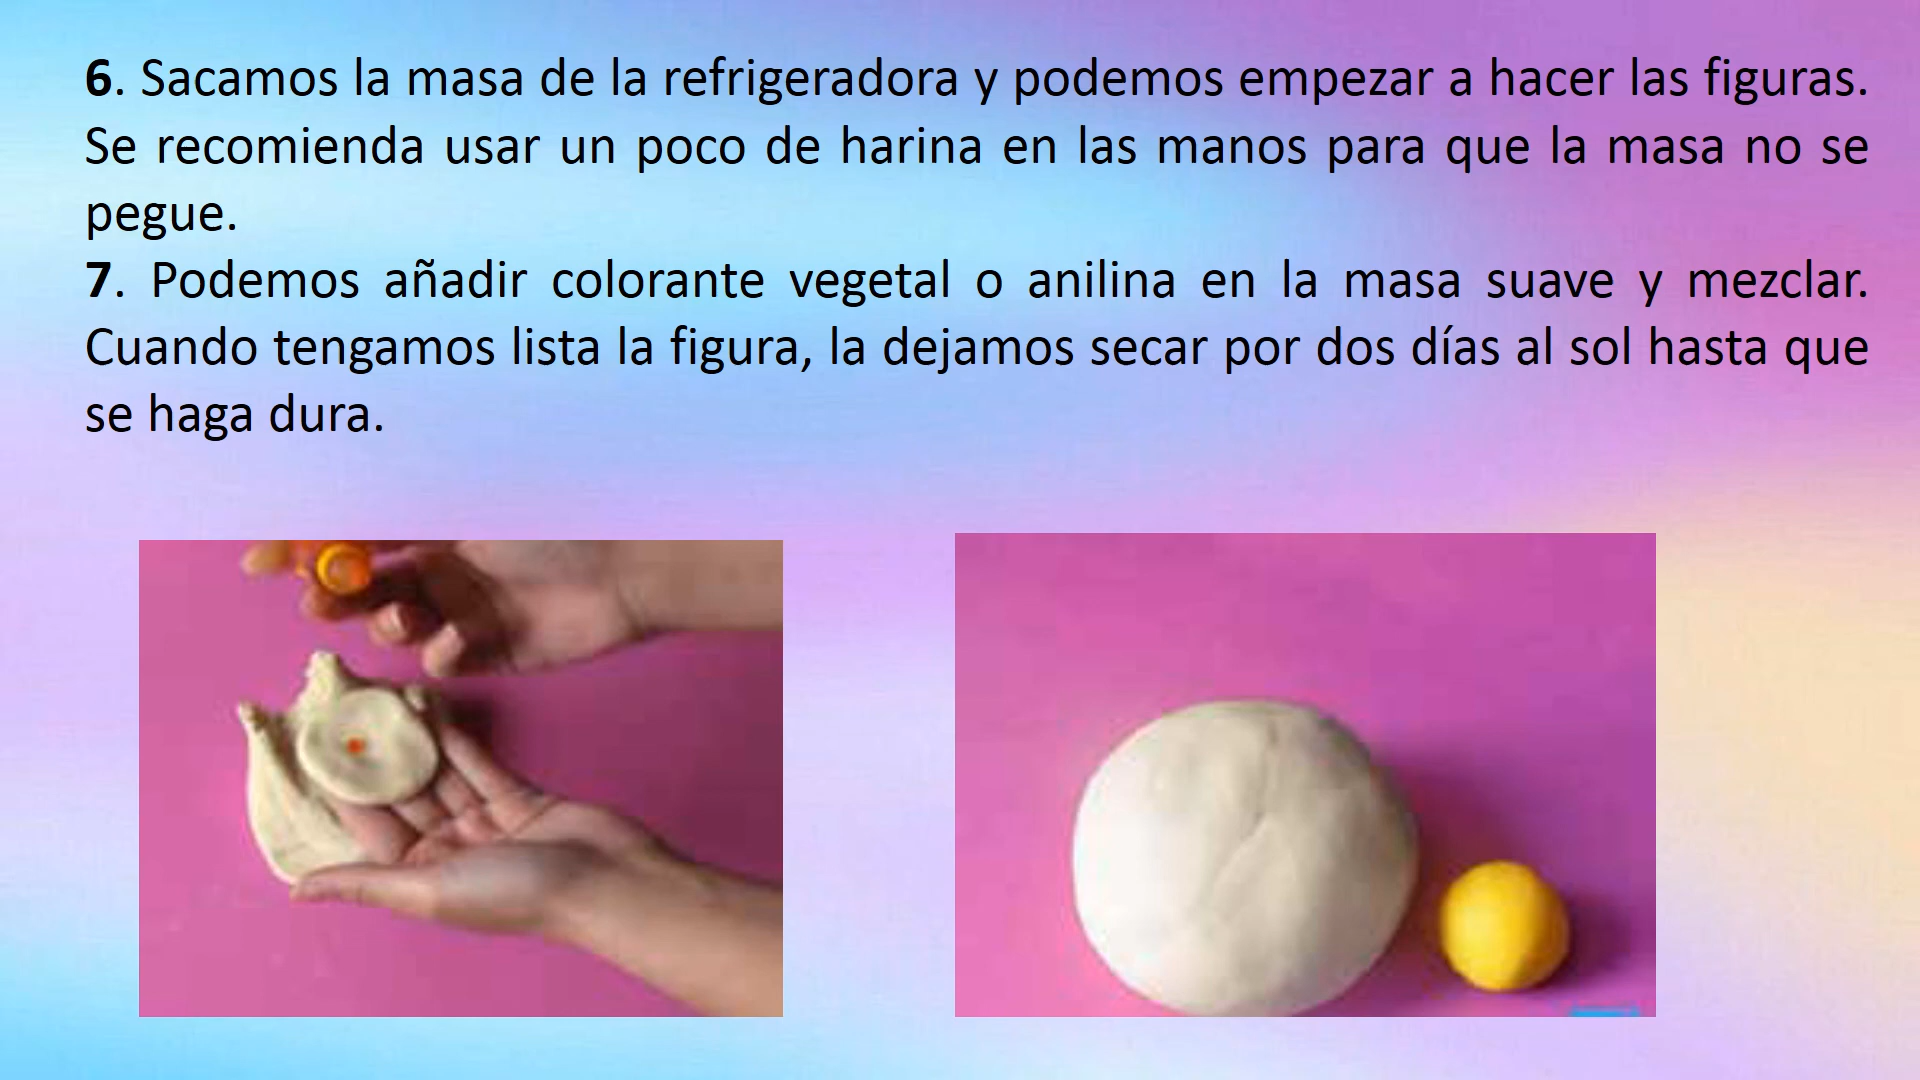 6. Sacamos la masa de la refrigeradora y podemos empezar a hacer las figuras.
Se recomienda usar un poco de harina en las manos para que la masa no se
pegue.
7. Podemos añadir colorante vegetal o anilina en la masa suave y mezclar.
Cuando tengamos lista la figura, la dejamos secar por dos días al sol hasta que
se haga dura.